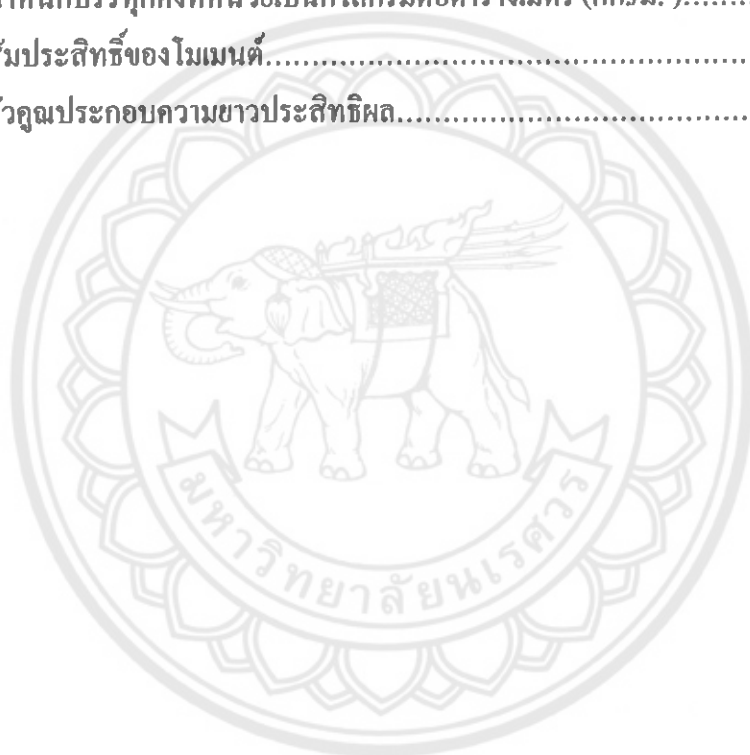 สัมประสิทธิ์ของโมเมนต์................................................................
ตัวคูณประกอบความยาวประสิทธิผล.............................................
มหาวิทยาลัยนเรศวร